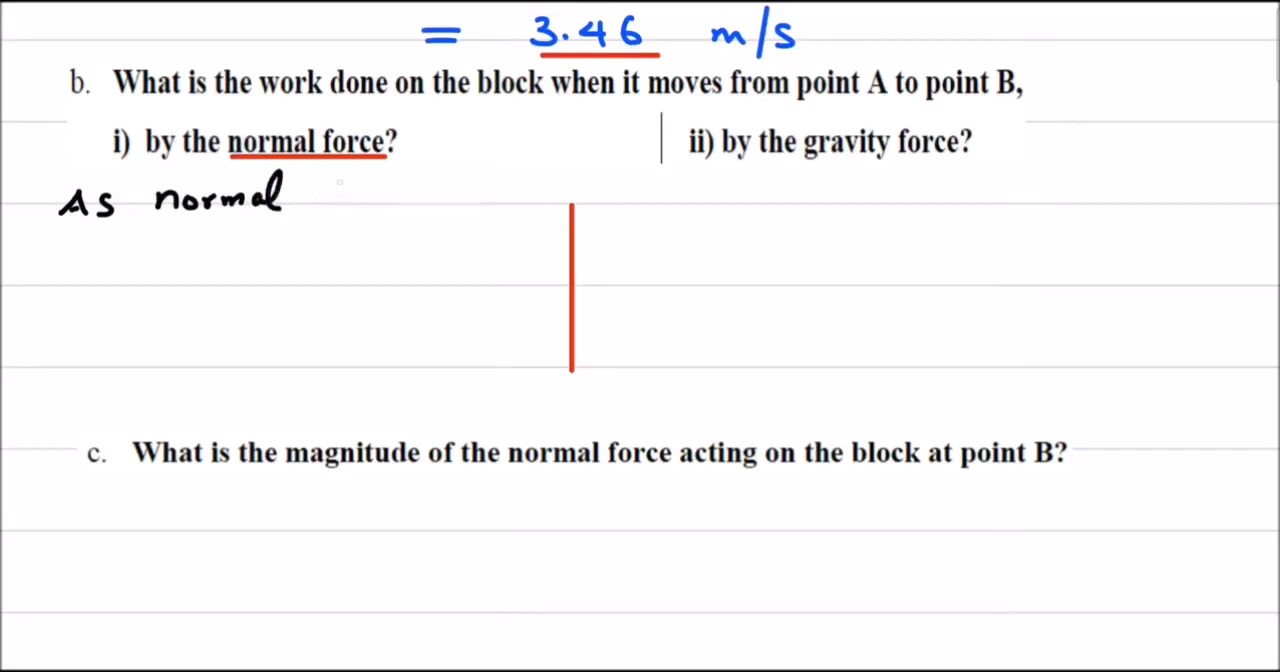 = 3.46 m/s
b. What is the work done on the block when it moves from point A to point B,
i) by the normal force? ii) by the gravity force?
As normal
c. What is the magnitude of the normal force acting on the block at point B?